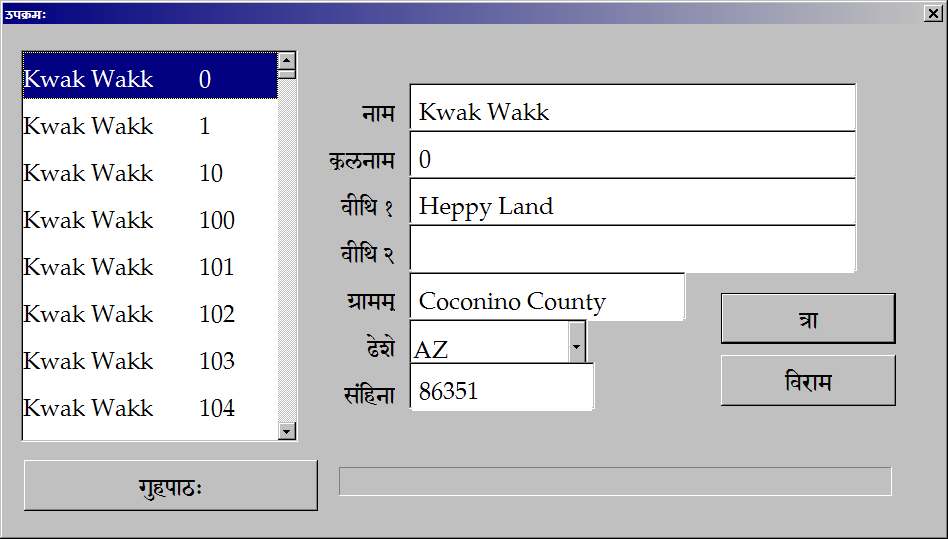 उपक्रमः
Kwak Wakk 0
Kwak Wakk 1
Kwak Wakk 10
Kwak Wakk 100
Kwak Wakk 101
Kwak Wakk 102
Kwak Wakk 103
Kwak Wakk 104
गुहपाठः
नाम Kwak Wakk
कुलनाम 0
वीथि १ Heppy Land
वीथि २
ग्रामम् Coconino County
ढेशे AZ
संहिना 86351
त्रा
विराम